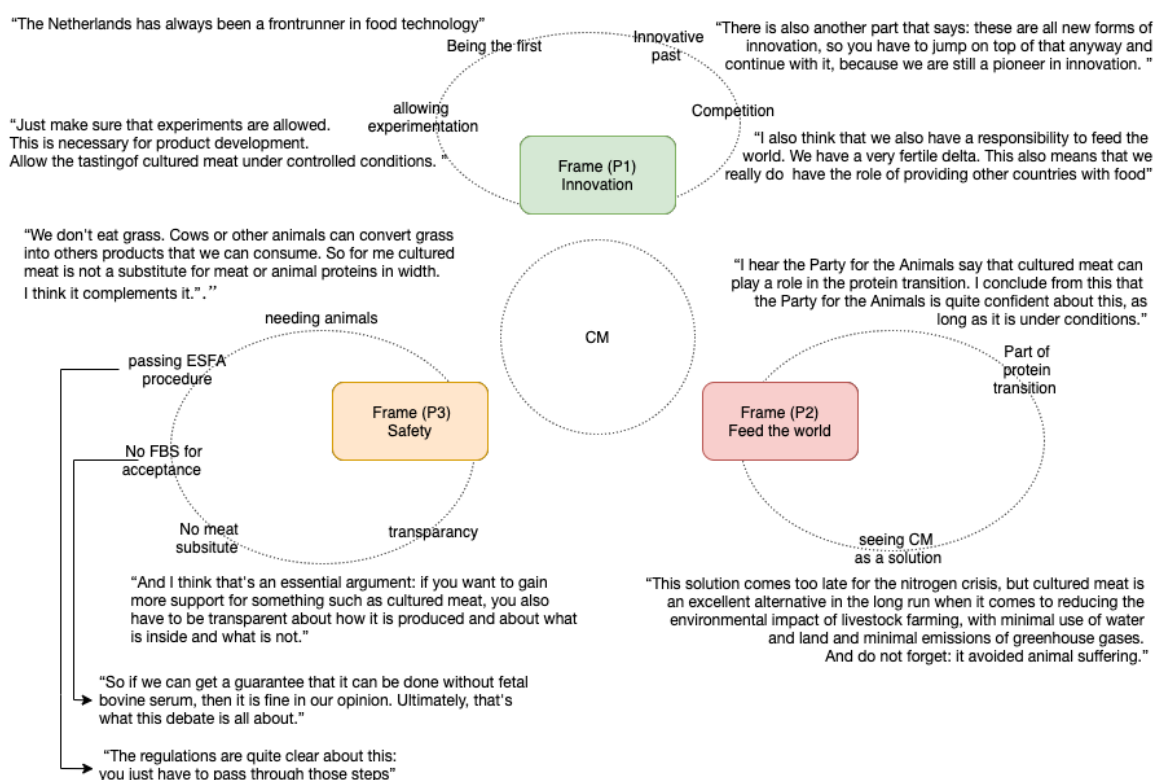 “The Netherlands has always been a frontrunner in food technology”
Being the first
Innovative
past
“There is also another part that says: these are all new forms of
innovation, so you have to jump on top of that anyway and
continue with it, because we are still a pioneer in innovation. ”
allowing
experimentation
Competition
“Just make sure that experiments are allowed.
This is necessary for product development.
Allow the tastingof cultured meat under controlled conditions. ”
“I also think that we also have a responsibility to feed the
world. We have a very fertile delta. This also means that we
really do have the role of providing other countries with food”
Frame (P1)
Innovation
“We don't eat grass. Cows or other animals can convert grass
into others products that we can consume. So for me cultured
meat is not a substitute for meat or animal proteins in width.
I think it complements it.”.”
“I hear the Party for the Animals say that cultured meat can
play a role in the protein transition. I conclude from this that
the Party for the Animals is quite confident about this, as
long as it is under conditions.”
needing animals
CM
passing ESFA
procedure
Part of
protein
transition
Frame (P3)
Safety
Frame (P2)
Feed the world
No FBS for
acceptance
No meat
subsitute
transparancy
seeing CM
as a solution
“And I think that's an essential argument: if you want to gain
more support for something such as cultured meat, you also
have to be transparent about how it is produced and about what
is inside and what is not.”
“This solution comes too late for the nitrogen crisis, but cultured meat is
an excellent alternative in the long run when it comes to reducing the
environmental impact of livestock farming, with minimal use of water
and land and minimal emissions of greenhouse gases.
And do not forget: it avoided animal suffering.”
“So if we can get a guarantee that it can be done without fetal
bovine serum, then it is fine in our opinion. Ultimately, that's
what this debate is all about.”
“The regulations are quite clear about this:
you just have to pass through those steps”